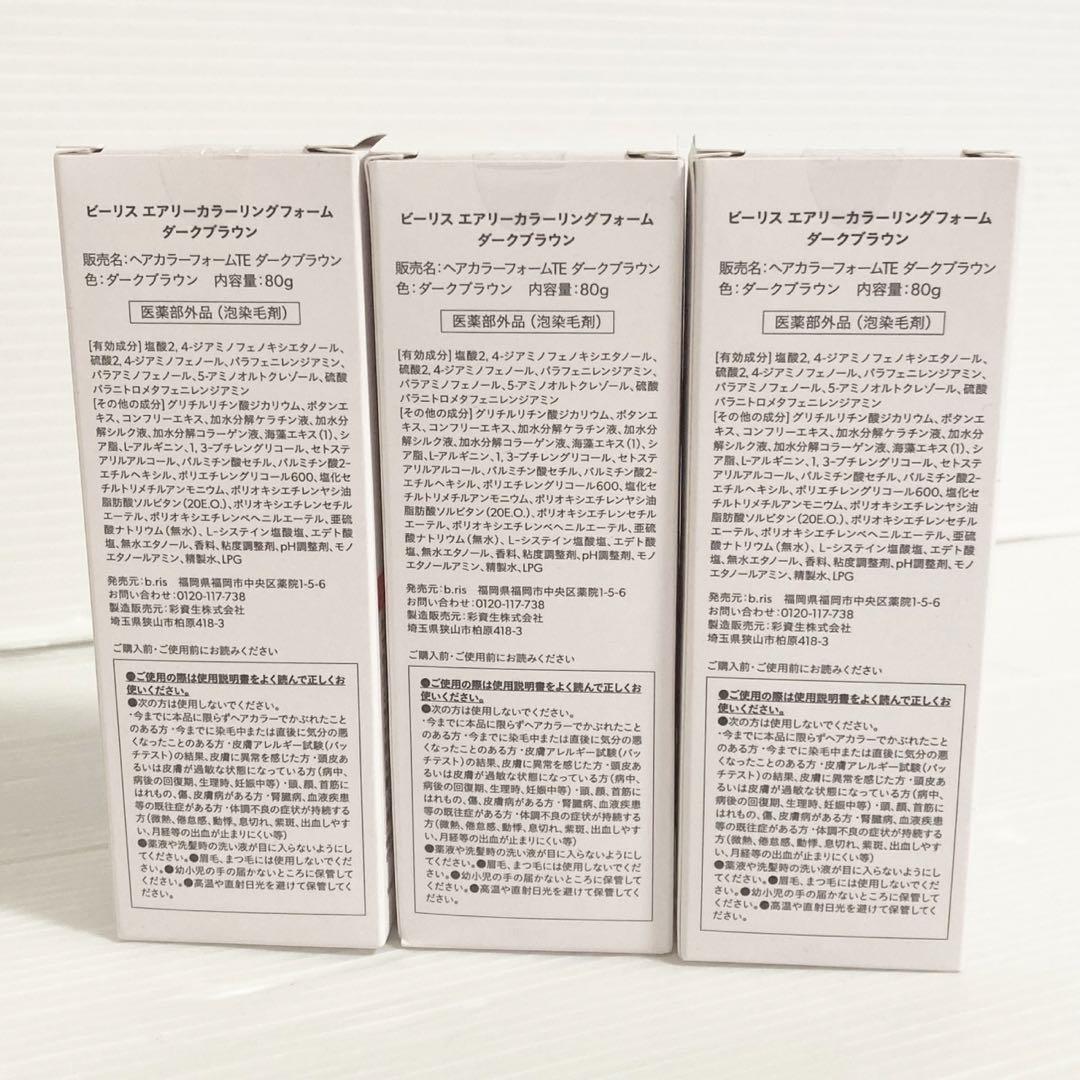 ビーリス エアリーカラーリングフォーム
ダークブラウン
販売名：ヘアカラーフォームTE ダークブラウン
色：ダークブラウン　内容量：80g
医薬部外品（泡染毛剤）
[有効成分] 塩酸2, 4-ジアミノフェノキシエタノール、
硫酸2, 4-ジアミノフェノール、パラフェニレンジアミン、
パラアミノフェノール、5-アミノオルトクレゾール、硫酸
パラニトロメタフェニレンジアミン
[その他の成分] グリチルリチン酸ジカリウム、ボタンエ
キス、コンフリーエキス、加水分解ケラチン液、加水分
解シルク液、加水分解コラーゲン液、海藻エキス（1）、シ
ア脂、L-アルギニン、1, 3-ブチレングリコール、セトステ
アリルアルコール、パルミチン酸セチル、パルミチン酸2-
エチルヘキシル、ポリエチレングリコール600、塩化セ
チルトリメチルアンモニウム、ポリオキシエチレンヤシ油
脂肪酸ソルビタン（20E.O.）、ポリオキシエチレンセチル
エーテル、ポリオキシエチレンベヘニルエーテル、亜硫
酸ナトリウム（無水）、L-システイン塩酸塩、エデト酸
塩、無水エタノール、香料、粘度調整剤、pH調整剤、モノ
エタノールアミン、精製水、LPG
発売元：b.ris　福岡県福岡市中央区薬院1-5-6
お問い合わせ：0120-117-738
製造販売元：彩資生株式会社
埼玉県狭山市柏原418-3
ご購入前・ご使用前にお読みください
●ご使用の際は使用説明書をよく読んで正しくお
使いください。
●次の方は使用しないでください。
・今までに本品に限らずヘアカラーでかぶれたこと
のある方・今までに染毛中または直後に気分の悪
くなったことのある方・皮膚アレルギー試験（パッ
チテスト）の結果、皮膚に異常を感じた方・頭皮あ
るいは皮膚が過敏な状態になっている方（病中、
病後の回復期、生理時、妊娠中等）・頭、顔、首筋に
はれもの、傷、皮膚病がある方・腎臓病、血液疾患
等の既往症がある方・体調不良の症状が持続する
方（微熱、倦怠感、動悸、息切れ、紫斑、出血しやす
い、月経等の出血が止まりにくい等）
●薬液や洗髪時の洗い液が目に入らないようにし
てください。●眉毛、まつ毛には使用しないでくだ
さい。●幼小児の手の届かないところに保管して
ください。●高温や直射日光を避けて保管してく
ださい。
ビーリス エアリーカラーリングフォーム
ダークブラウン
販売名：ヘアカラーフォームTE ダークブラウン
色：ダークブラウン　内容量：80g
医薬部外品（泡染毛剤）
[有効成分] 塩酸2, 4-ジアミノフェノキシエタノール、
硫酸2, 4-ジアミノフェノール、パラフェニレンジアミン、
パラアミノフェノール、5-アミノオルトクレゾール、硫酸
パラニトロメタフェニレンジアミン
[その他の成分] グリチルリチン酸ジカリウム、ボタンエ
キス、コンフリーエキス、加水分解ケラチン液、加水分
解シルク液、加水分解コラーゲン液、海藻エキス（1）、シ
ア脂、L-アルギニン、1, 3-ブチレングリコール、セトステ
アリルアルコール、パルミチン酸セチル、パルミチン酸2-
エチルヘキシル、ポリエチレングリコール600、塩化セ
チルトリメチルアンモニウム、ポリオキシエチレンヤシ油
脂肪酸ソルビタン（20E.O.）、ポリオキシエチレンセチル
エーテル、ポリオキシエチレンベヘニルエーテル、亜硫
酸ナトリウム（無水）、L-システイン塩酸塩、エデト酸
塩、無水エタノール、香料、粘度調整剤、pH調整剤、モノ
エタノールアミン、精製水、LPG
発売元：b.ris　福岡県福岡市中央区薬院1-5-6
お問い合わせ：0120-117-738
製造販売元：彩資生株式会社
埼玉県狭山市柏原418-3
ご購入前・ご使用前にお読みください
●ご使用の際は使用説明書をよく読んで正しくお
使いください。
●次の方は使用しないでください。
・今までに本品に限らずヘアカラーでかぶれたこと
のある方・今までに染毛中または直後に気分の悪
くなったことのある方・皮膚アレルギー試験（パッ
チテスト）の結果、皮膚に異常を感じた方・頭皮あ
るいは皮膚が過敏な状態になっている方（病中、
病後の回復期、生理時、妊娠中等）・頭、顔、首筋に
はれもの、傷、皮膚病がある方・腎臓病、血液疾患
等の既往症がある方・体調不良の症状が持続する
方（微熱、倦怠感、動悸、息切れ、紫斑、出血しやす
い、月経等の出血が止まりにくい等）
●薬液や洗髪時の洗い液が目に入らないようにし
てください。●眉毛、まつ毛には使用しないでくだ
さい。●幼小児の手の届かないところに保管して
ください。●高温や直射日光を避けて保管してく
ださい。
ビーリス エアリーカラーリングフォーム
ダークブラウン
販売名：ヘアカラーフォームTE ダークブラウン
色：ダークブラウン　内容量：80g
医薬部外品（泡染毛剤）
[有効成分] 塩酸2, 4-ジアミノフェノキシエタノール、
硫酸2, 4-ジアミノフェノール、パラフェニレンジアミン、
パラアミノフェノール、5-アミノオルトクレゾール、硫酸
パラニトロメタフェニレンジアミン
[その他の成分] グリチルリチン酸ジカリウム、ボタンエ
キス、コンフリーエキス、加水分解ケラチン液、加水分
解シルク液、加水分解コラーゲン液、海藻エキス（1）、シ
ア脂、L-アルギニン、1, 3-ブチレングリコール、セトステ
アリルアルコール、パルミチン酸セチル、パルミチン酸2-
エチルヘキシル、ポリエチレングリコール600、塩化セ
チルトリメチルアンモニウム、ポリオキシエチレンヤシ油
脂肪酸ソルビタン（20E.O.）、ポリオキシエチレンセチル
エーテル、ポリオキシエチレンベヘニルエーテル、亜硫
酸ナトリウム（無水）、L-システイン塩酸塩、エデト酸
塩、無水エタノール、香料、粘度調整剤、pH調整剤、モノ
エタノールアミン、精製水、LPG
発売元：b.ris　福岡県福岡市中央区薬院1-5-6
お問い合わせ：0120-117-738
製造販売元：彩資生株式会社
埼玉県狭山市柏原418-3
ご購入前・ご使用前にお読みください
●ご使用の際は使用説明書をよく読んで正しくお
使いください。
●次の方は使用しないでください。
・今までに本品に限らずヘアカラーでかぶれたこと
のある方・今までに染毛中または直後に気分の悪
くなったことのある方・皮膚アレルギー試験（パッ
チテスト）の結果、皮膚に異常を感じた方・頭皮あ
るいは皮膚が過敏な状態になっている方（病中、
病後の回復期、生理時、妊娠中等）・頭、顔、首筋に
はれもの、傷、皮膚病がある方・腎臓病、血液疾患
等の既往症がある方・体調不良の症状が持続する
方（微熱、倦怠感、動悸、息切れ、紫斑、出血しやす
い、月経等の出血が止まりにくい等）
●薬液や洗髪時の洗い液が目に入らないようにし
てください。●眉毛、まつ毛には使用しないでくだ
さい。●幼小児の手の届かないところに保管して
ください。●高温や直射日光を避けて保管してく
ださい。